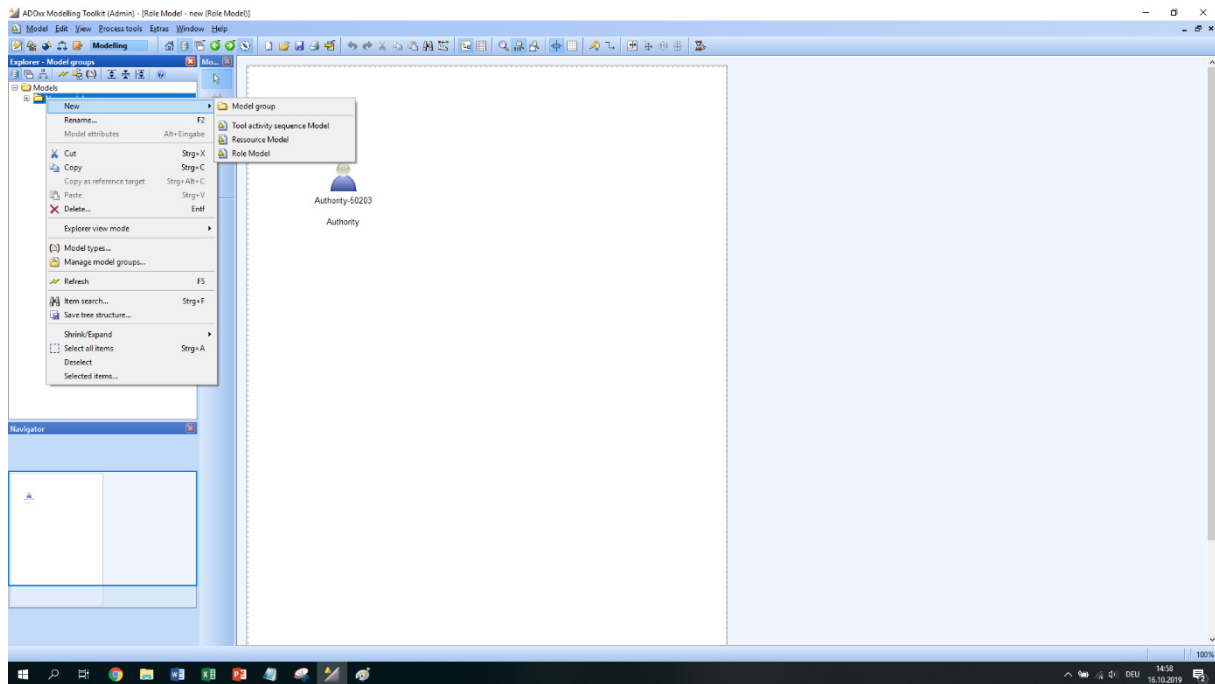 ADOxx Modelling Toolkit (Admin) - [Role Model - new (Role Model)]
Model Edit View Process tools Extras Window Help
Modelling
Explorer - Model groups
Mo...
Models
New
Rename... F2
Model attributes Alt+Eingabe
Cut Strg+X
Copy Strg+C
Copy as reference target Strg+Alt+C
Paste Strg+V
Delete... Entf
Explorer view mode
Model types...
Manage model groups...
Refresh F5
Item search... Strg+F
Save tree structure...
Shrink/Expand
Select all items Strg+A
Deselect
Selected items...
Model group
Tool activity sequence Model
Ressource Model
Role Model
Authority-50203
Authority
Navigator
100%
DEU
14:58
16.10.2019